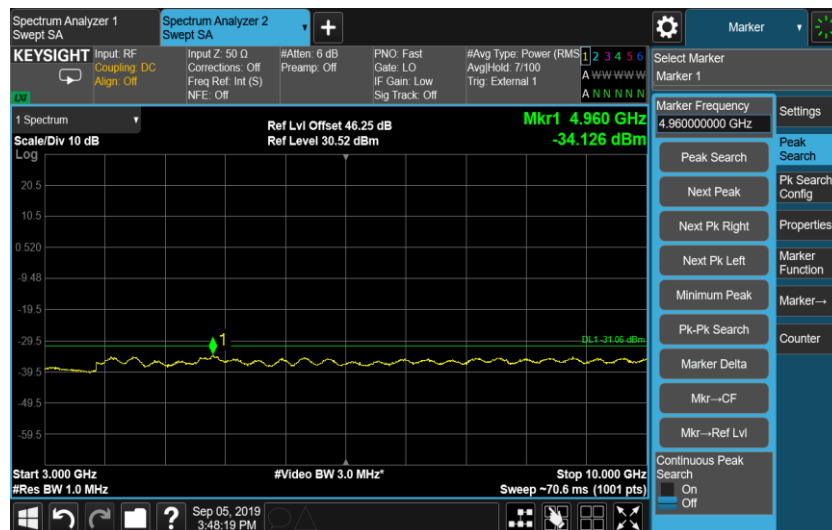 Spectrum Analyzer 1
Swept SA
Spectrum Analyzer 2
Swept SA
Marker
KEYSIGHT
LXI
Input: RF
Coupling: DC
Align: Off
Input Z: 50 Ω
Corrections: Off
Freq Ref: Int (S)
NFE: Off
#Atten: 6 dB
Preamp: Off
PNO: Fast
Gate: LO
IF Gain: Low
Sig Track: Off
#Avg Type: Power (RMS
Avg|Hold: 7/100
Trig: External 1
1 2 3 4 5 6
A W W W W W
A N N N N N
Select Marker
Marker 1
1 Spectrum
Scale/Div 10 dB
Log
Ref Lvl Offset 46.25 dB
Ref Level 30.52 dBm
Mkr1 4.960 GHz
-34.126 dBm
20.5
10.5
0.520
-9.48
-19.5
-29.5
-39.5
-49.5
-59.5
1
DL1 -31.06 dBm
Start 3.000 GHz
#Res BW 1.0 MHz
#Video BW 3.0 MHz*
Stop 10.000 GHz
Sweep ~70.6 ms (1001 pts)
Marker Frequency
4.960000000 GHz
Peak Search
Next Peak
Next Pk Right
Next Pk Left
Minimum Peak
Pk-Pk Search
Marker Delta
Mkr→CF
Mkr→Ref Lvl
Continuous Peak
Search
On
Off
Settings
Peak
Search
Pk Search
Config
Properties
Marker
Function
Marker→
Counter
?
Sep 05, 2019
3:48:19 PM